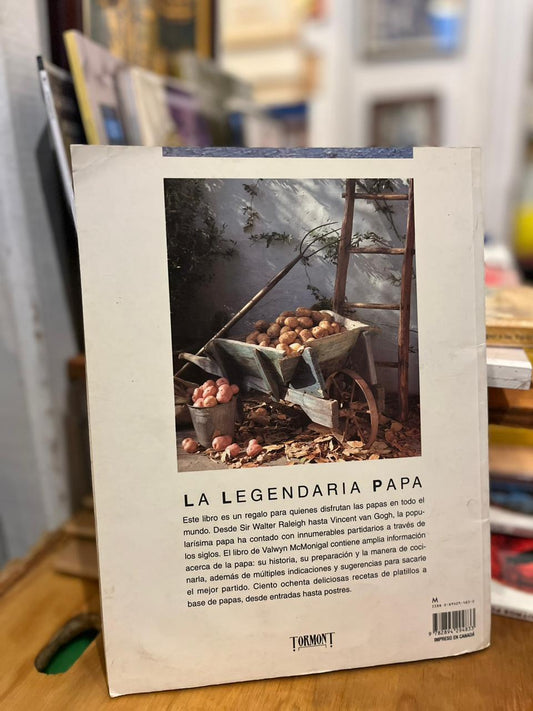 LA LEGENDARIA PAPA
Este libro es un regalo para quienes disfrutan las papas en todo el
mundo. Desde Sir Walter Raleigh hasta Vincent van Gogh, la popu-
larísima papa ha contado con innumerables partidarios a través de
los siglos. El libro de Valwyn McMonigal contiene amplia información
acerca de la papa: su historia, su preparación y la manera de coci-
narla, además de múltiples indicaciones y sugerencias para sacarle
el mejor partido. Ciento ochenta deliciosas recetas de platillos a
base de papas, desde entradas hasta postres.
M
TORMONT
IMPRESO EN CANADÁ